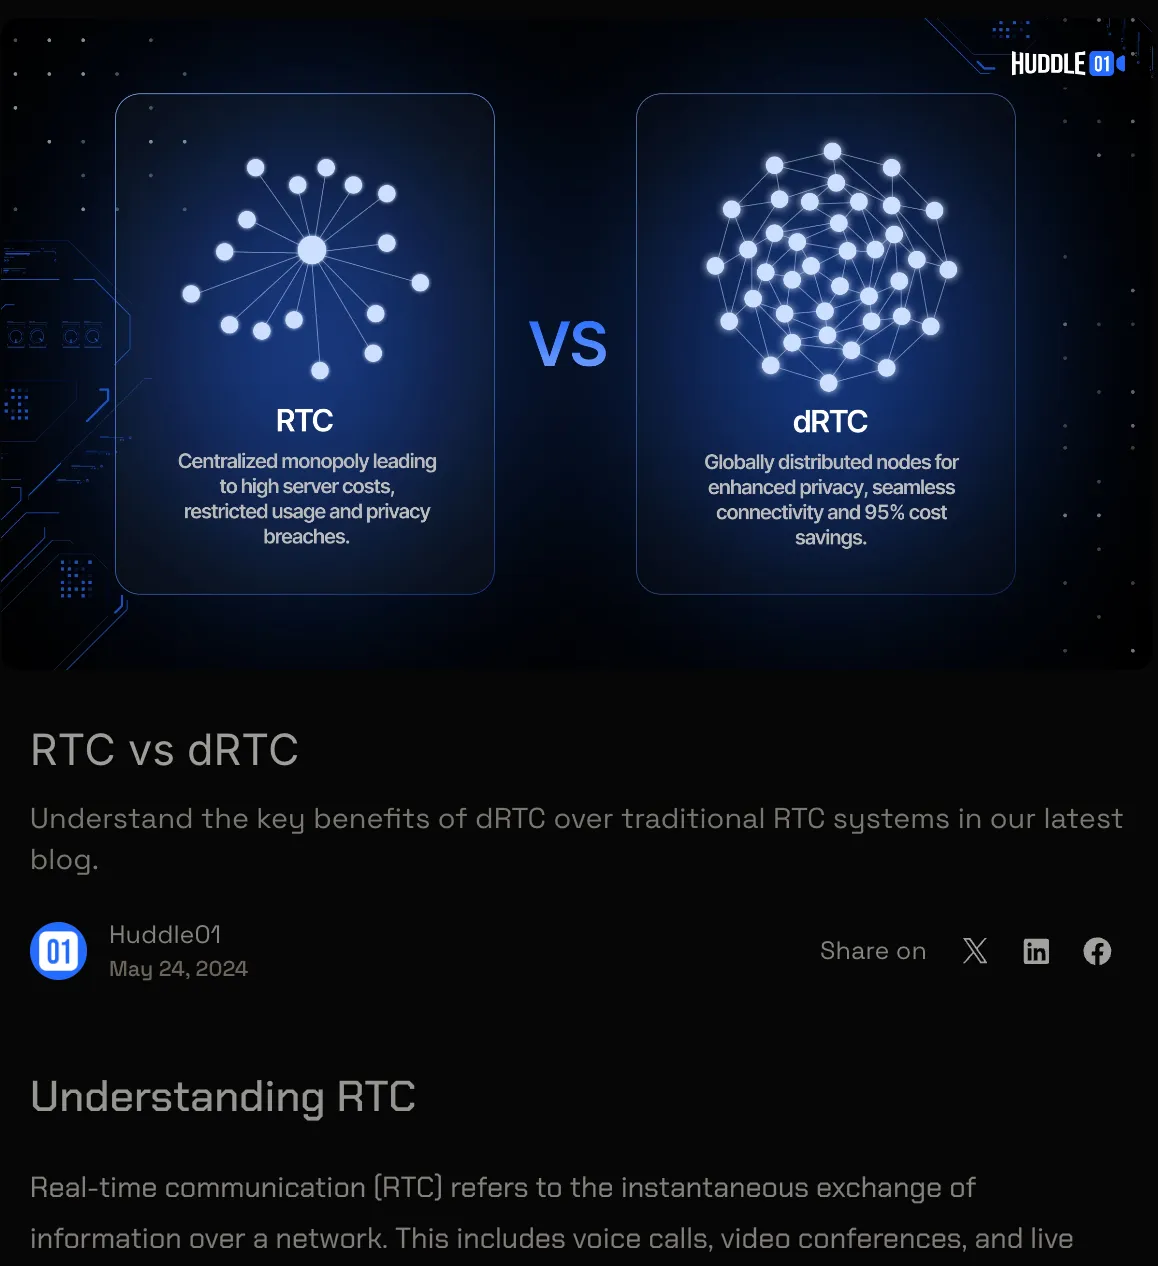 HUDDLE 01
VS
RTC
Centralized monopoly leading
to high server costs,
restricted usage and privacy
breaches.
dRTC
Globally distributed nodes for
enhanced privacy, seamless
connectivity and 95% cost
savings.
RTC vs dRTC
Understand the key benefits of dRTC over traditional RTC systems in our latest
blog.
01
Huddle01
May 24, 2024
Share on
Understanding RTC
Real-time communication (RTC) refers to the instantaneous exchange of
information over a network. This includes voice calls, video conferences, and live